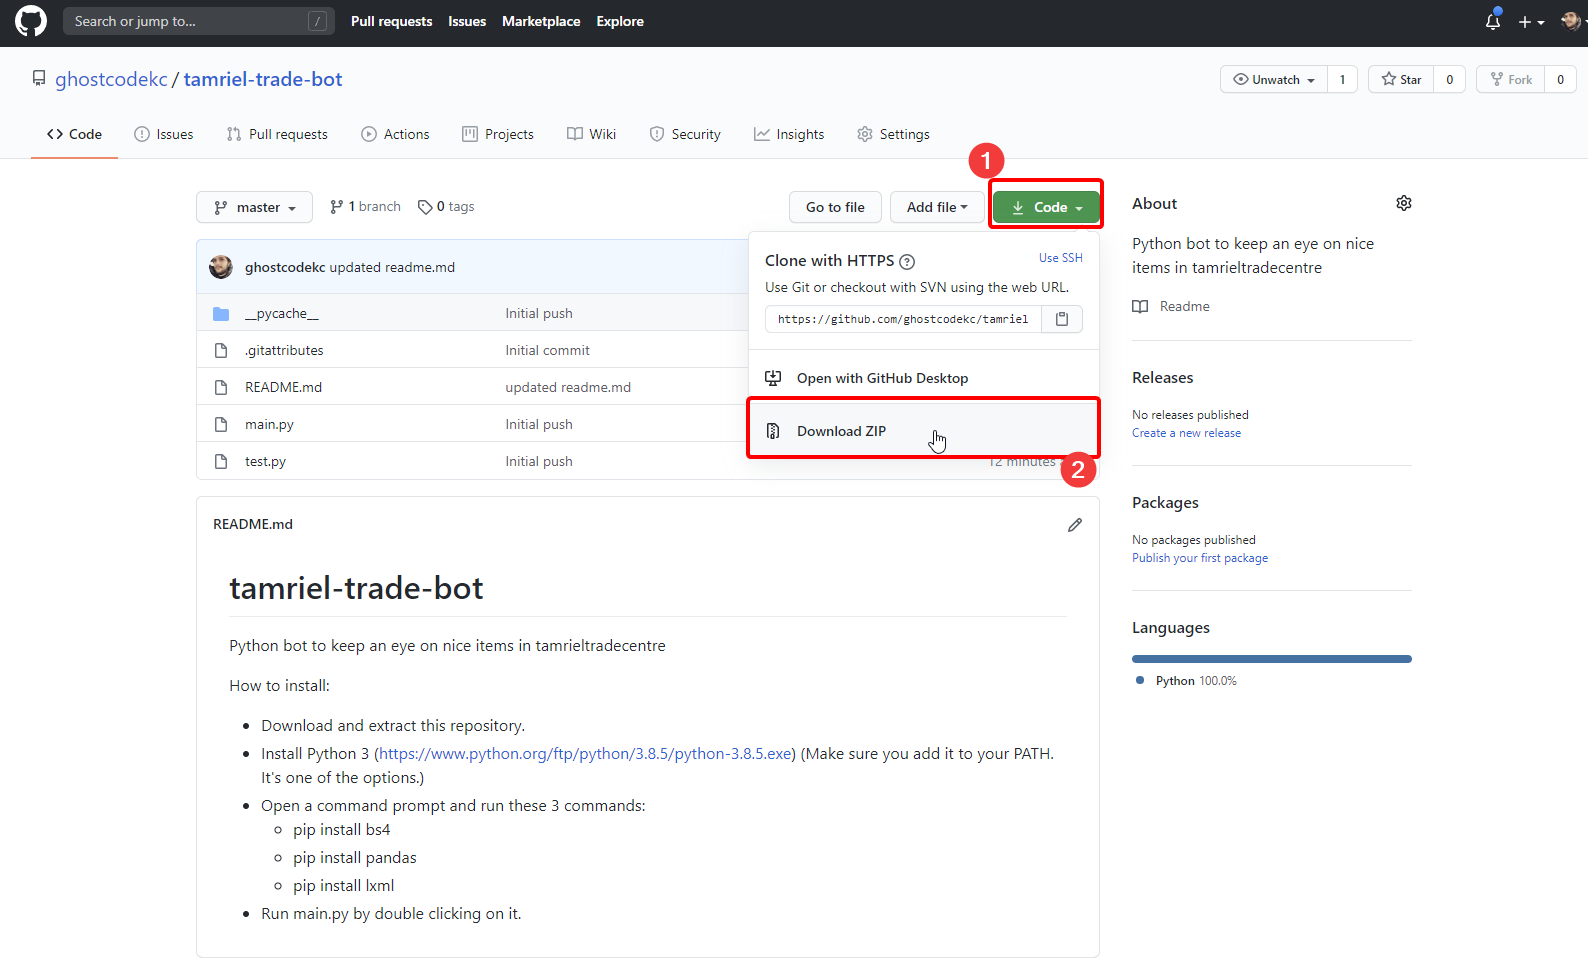 Search or jump to... /
Pull requests Issues Marketplace Explore
ghostcodekc / tamriel-trade-bot
Unwatch 1 Star 0 Fork 0
Code Issues Pull requests Actions Projects Wiki Security Insights Settings
1
master 1 branch 0 tags
Go to file Add file Code
ghostcodekc updated readme.md
__pycache__ Initial push
.gitattributes Initial commit
README.md updated readme.md
main.py Initial push
test.py Initial push
12 minutes
Clone with HTTPS ? Use SSH
Use Git or checkout with SVN using the web URL.
https://github.com/ghostcodekc/tamriel
Open with GitHub Desktop
Download ZIP
2
README.md
tamriel-trade-bot
Python bot to keep an eye on nice items in tamrieltradecentre
How to install:
Download and extract this repository.
Install Python 3 (https://www.python.org/ftp/python/3.8.5/python-3.8.5.exe) (Make sure you add it to your PATH.
It's one of the options.)
Open a command prompt and run these 3 commands:
pip install bs4
pip install pandas
pip install lxml
Run main.py by double clicking on it.
About
Python bot to keep an eye on nice
items in tamrieltradecentre
Readme
Releases
No releases published
Create a new release
Packages
No packages published
Publish your first package
Languages
Python 100.0%